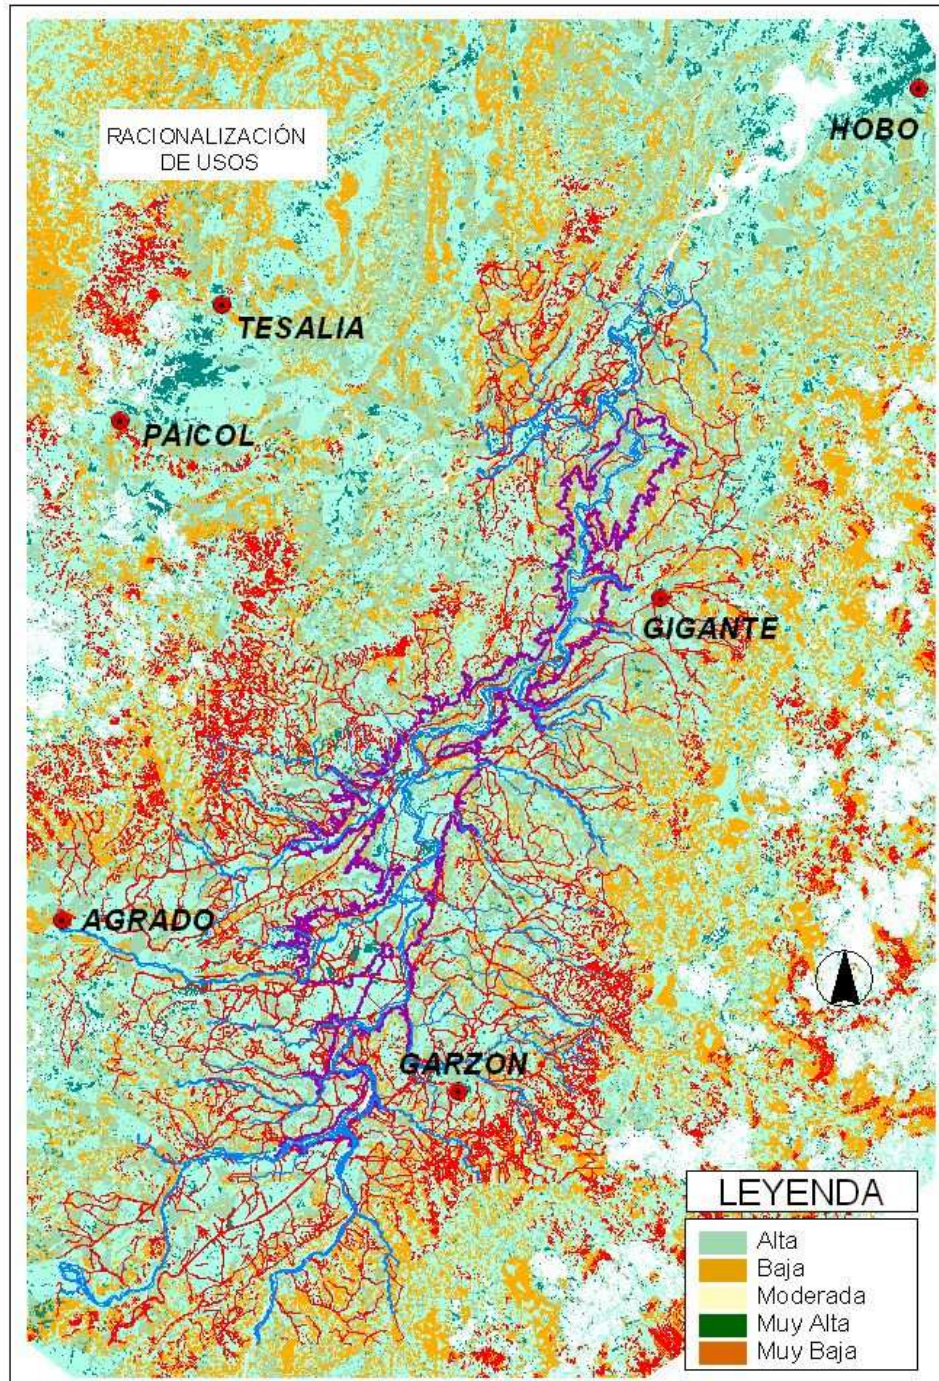 RACIONALIZACIÓN
DE USOS
HOBO
TESALIA
PAICOL
GIGANTE
AGRADO
GARZON
LEYENDA
Alta
Baja
Moderada
Muy Alta
Muy Baja